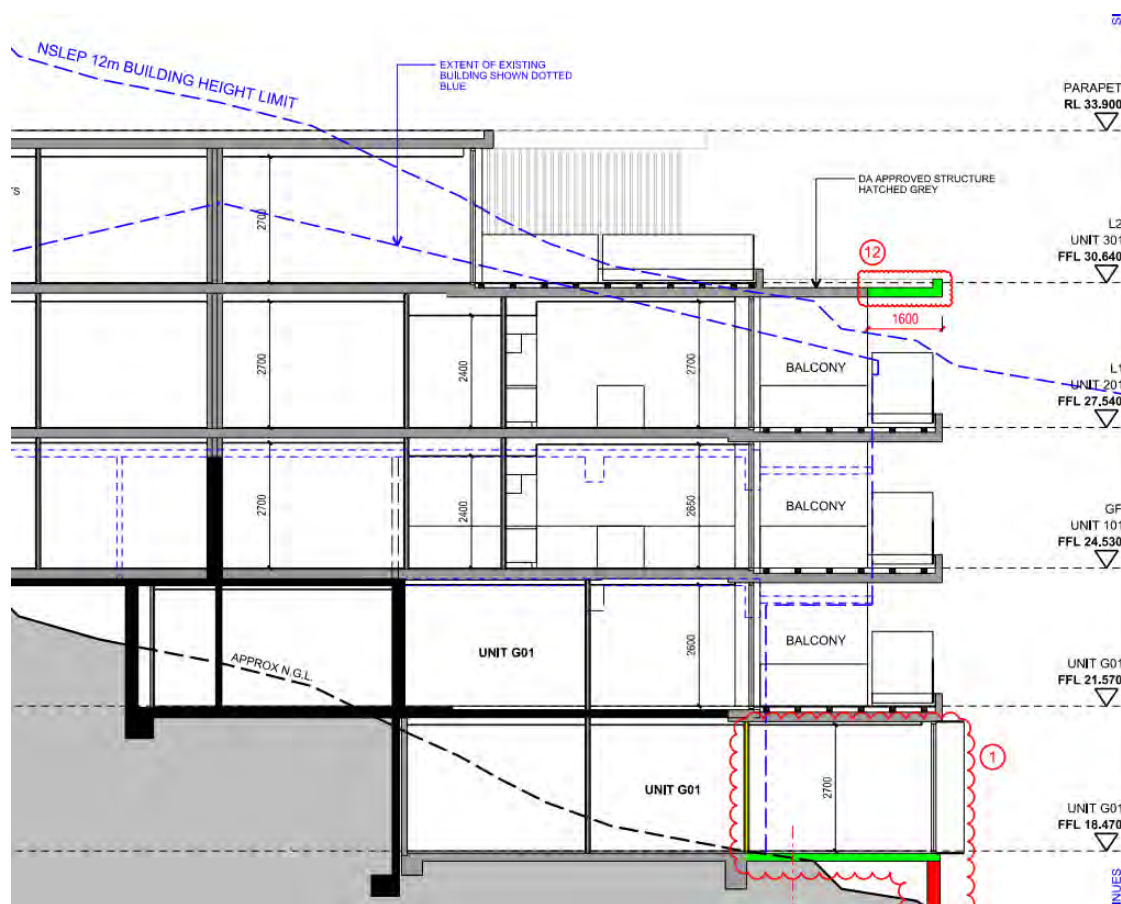 NSLEP 12m BUILDING HEIGHT LIMIT
EXTENT OF EXISTING
BUILDING SHOWN DOTTED
BLUE
PARAPET
RL 33.900
DA APPROVED STRUCTURE
HATCHED GREY
2700
L2
UNIT 301
FFL 30.640
12
1600
2700
2400
2700
BALCONY
L1
UNIT 201
FFL 27.540
2700
2400
2650
BALCONY
GF
UNIT 101
FFL 24.530
APPROX N.G.L.
UNIT G01
2600
BALCONY
UNIT G01
FFL 21.570
1
UNIT G01
2700
UNIT G01
FFL 18.470